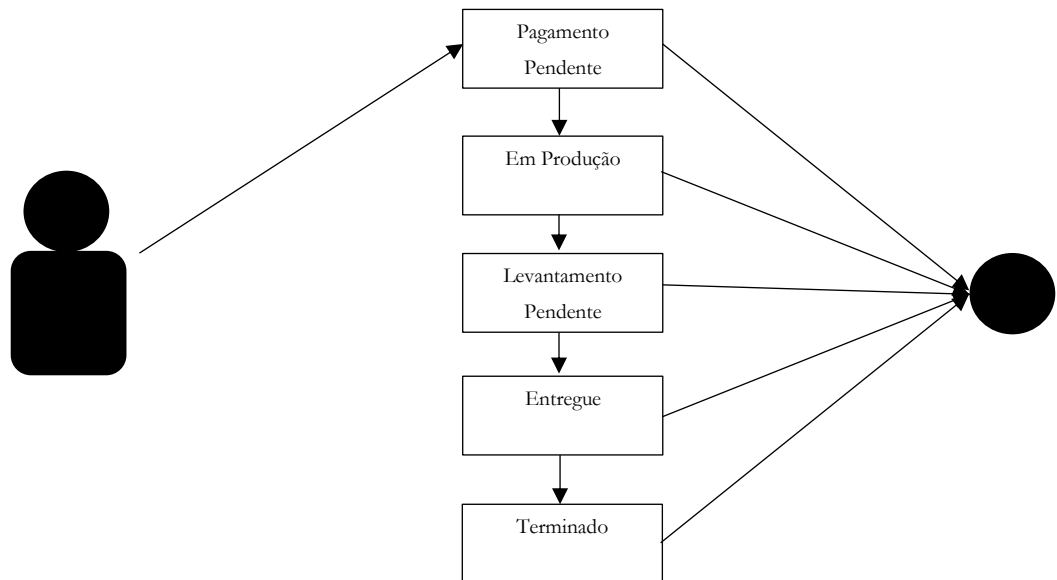 Pagamento
Pendente
Em Produção
Levantamento
Pendente
Entregue
Terminado